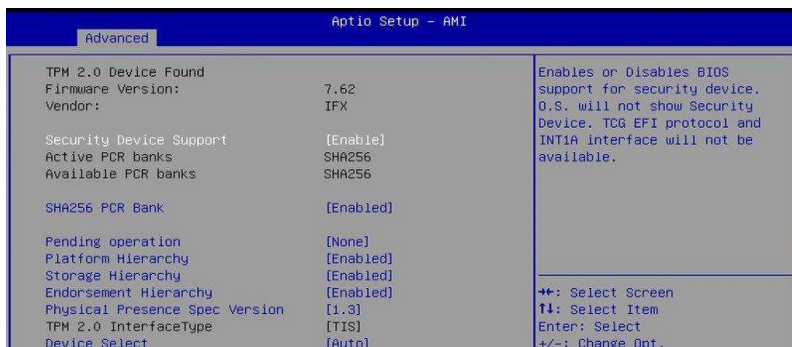 Aptio Setup - AMI
Advanced
TPM 2.0 Device Found
Firmware Version: 7.62
Vendor: IFX
Security Device Support [Enable]
Active PCR banks SHA256
Available PCR banks SHA256
SHA256 PCR Bank [Enabled]
Pending operation [None]
Platform Hierarchy [Enabled]
Storage Hierarchy [Enabled]
Endorsement Hierarchy [Enabled]
Physical Presence Spec Version [1.3]
TPM 2.0 InterfaceType [TIS]
Device Select [Auto]
Enables or Disables BIOS
support for security device.
O.S. will not show Security
Device. TCG EFI protocol and
INT1A interface will not be
available.
→←: Select Screen
↑↓: Select Item
Enter: Select
+/-: Change Opt.